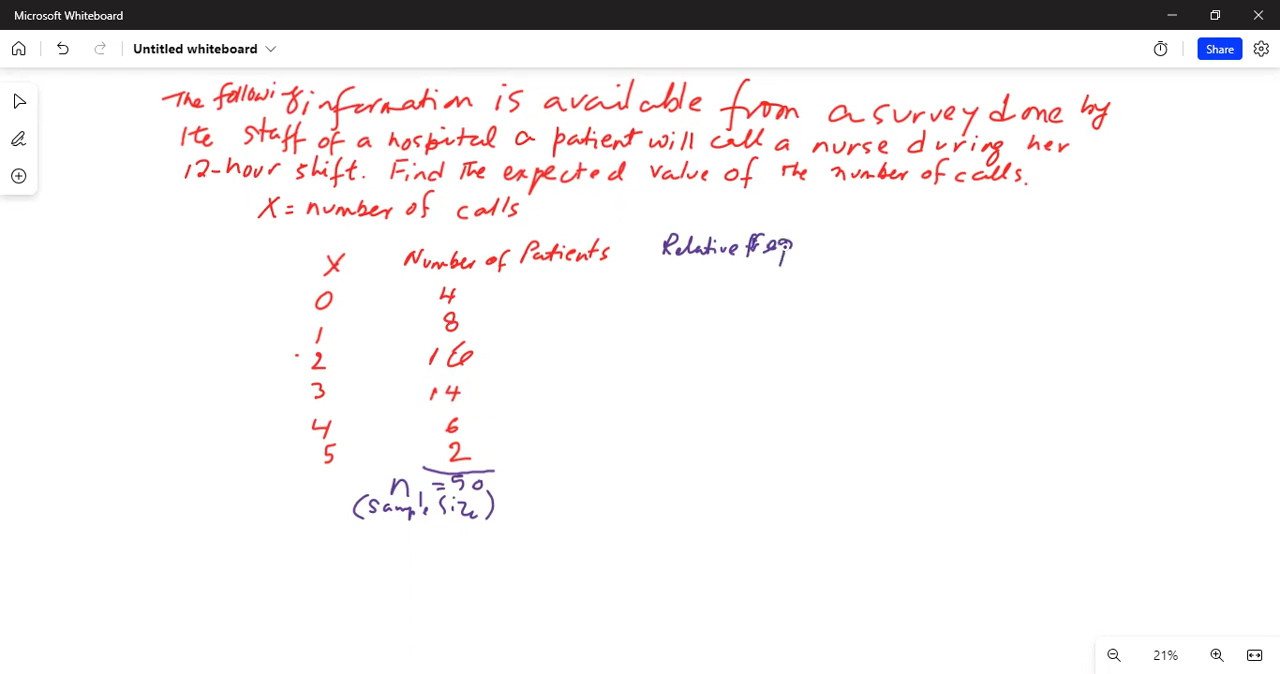 Microsoft Whiteboard
Untitled whiteboard
Share
The following information is available from a survey done by
the staff of a hospital a patient will call a nurse during her
12-hour shift. Find the expected value of the number of calls.
X = number of calls
X Number of Patients Relative freq
0 4
1 8
2 16
3 14
4 6
5 2
n = 50
(sample size)
21%